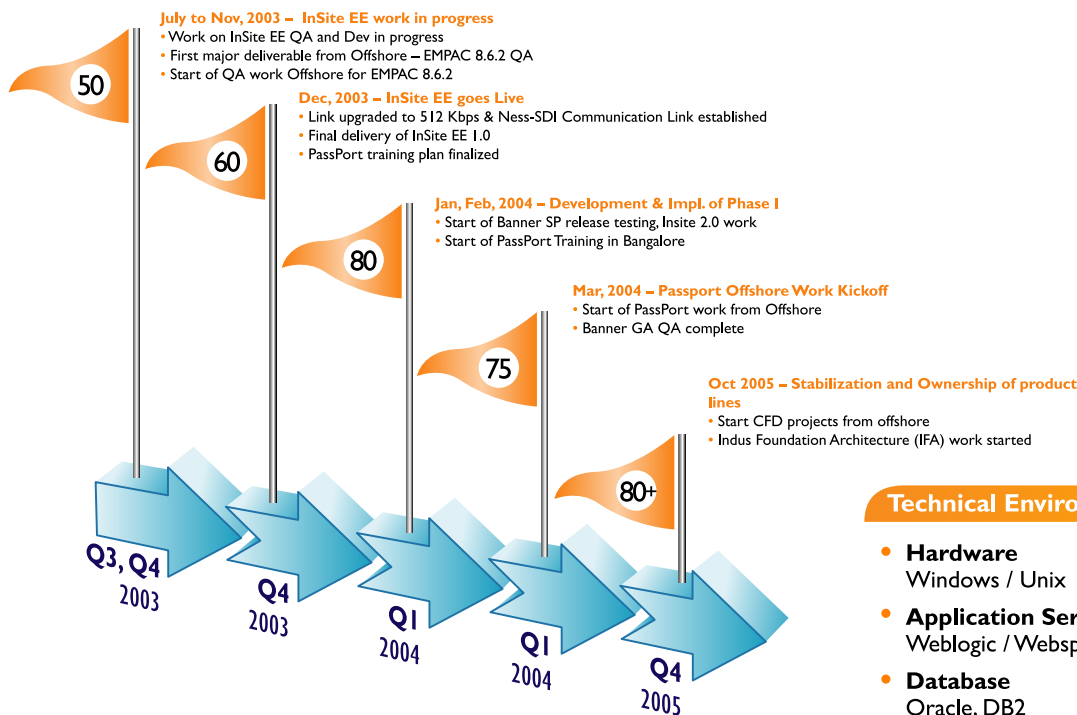 July to Nov, 2003 – InSite EE work in progress
• Work on InSite EE QA and Dev in progress
• First major deliverable from Offshore – EMPAC 8.6.2 QA
• Start of QA work Offshore for EMPAC 8.6.2
50
Dec, 2003 – InSite EE goes Live
• Link upgraded to 512 Kbps & Ness-SDI Communication Link established
• Final delivery of InSite EE 1.0
• PassPort training plan finalized
60
Jan, Feb, 2004 – Development & Impl. of Phase I
• Start of Banner SP release testing, Insite 2.0 work
• Start of PassPort Training in Bangalore
80
Mar, 2004 – Passport Offshore Work Kickoff
• Start of PassPort work from Offshore
• Banner GA QA complete
75
Oct 2005 – Stabilization and Ownership of product
lines
• Start CFD projects from offshore
• Indus Foundation Architecture (IFA) work started
80+
Q3, Q4
2003
Q4
2003
Q1
2004
Q1
2004
Q4
2005
Technical Enviro
• Hardware
Windows / Unix
• Application Ser
Weblogic / Websp
• Database
Oracle, DB2